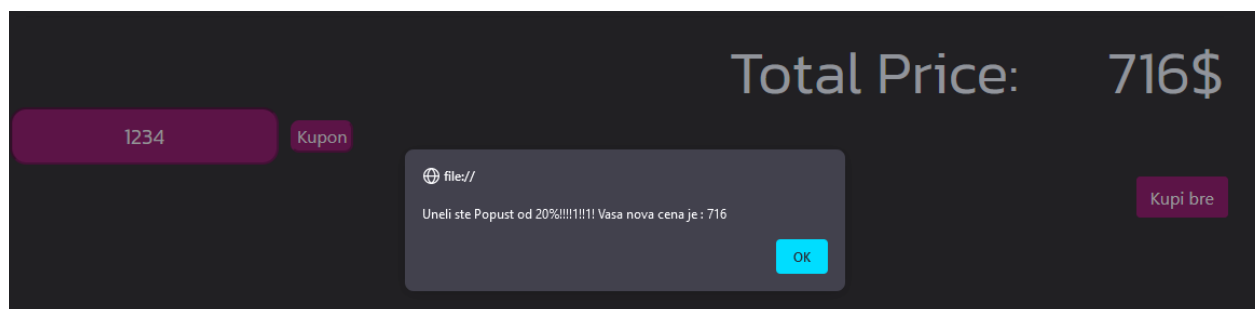 Total Price: 716$
1234 Kupon
file://
Uneli ste Popust od 20%!!!!1!!1! Vasa nova cena je : 716
Kupi bre
OK